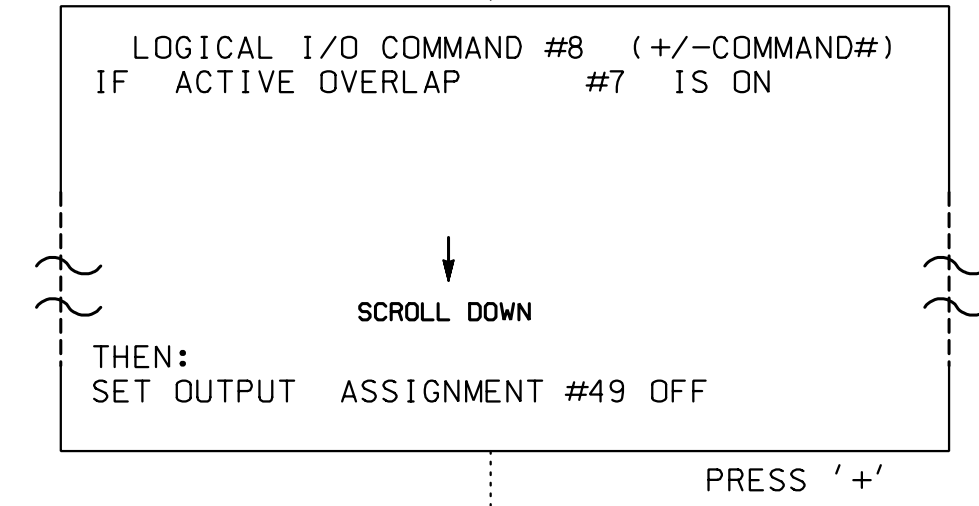 LOGICAL I/O COMMAND #8 (+/-COMMAND#)
IF ACTIVE OVERLAP #7 IS ON
SCROLL DOWN
THEN:
SET OUTPUT ASSIGNMENT #49 OFF
PRESS '+'